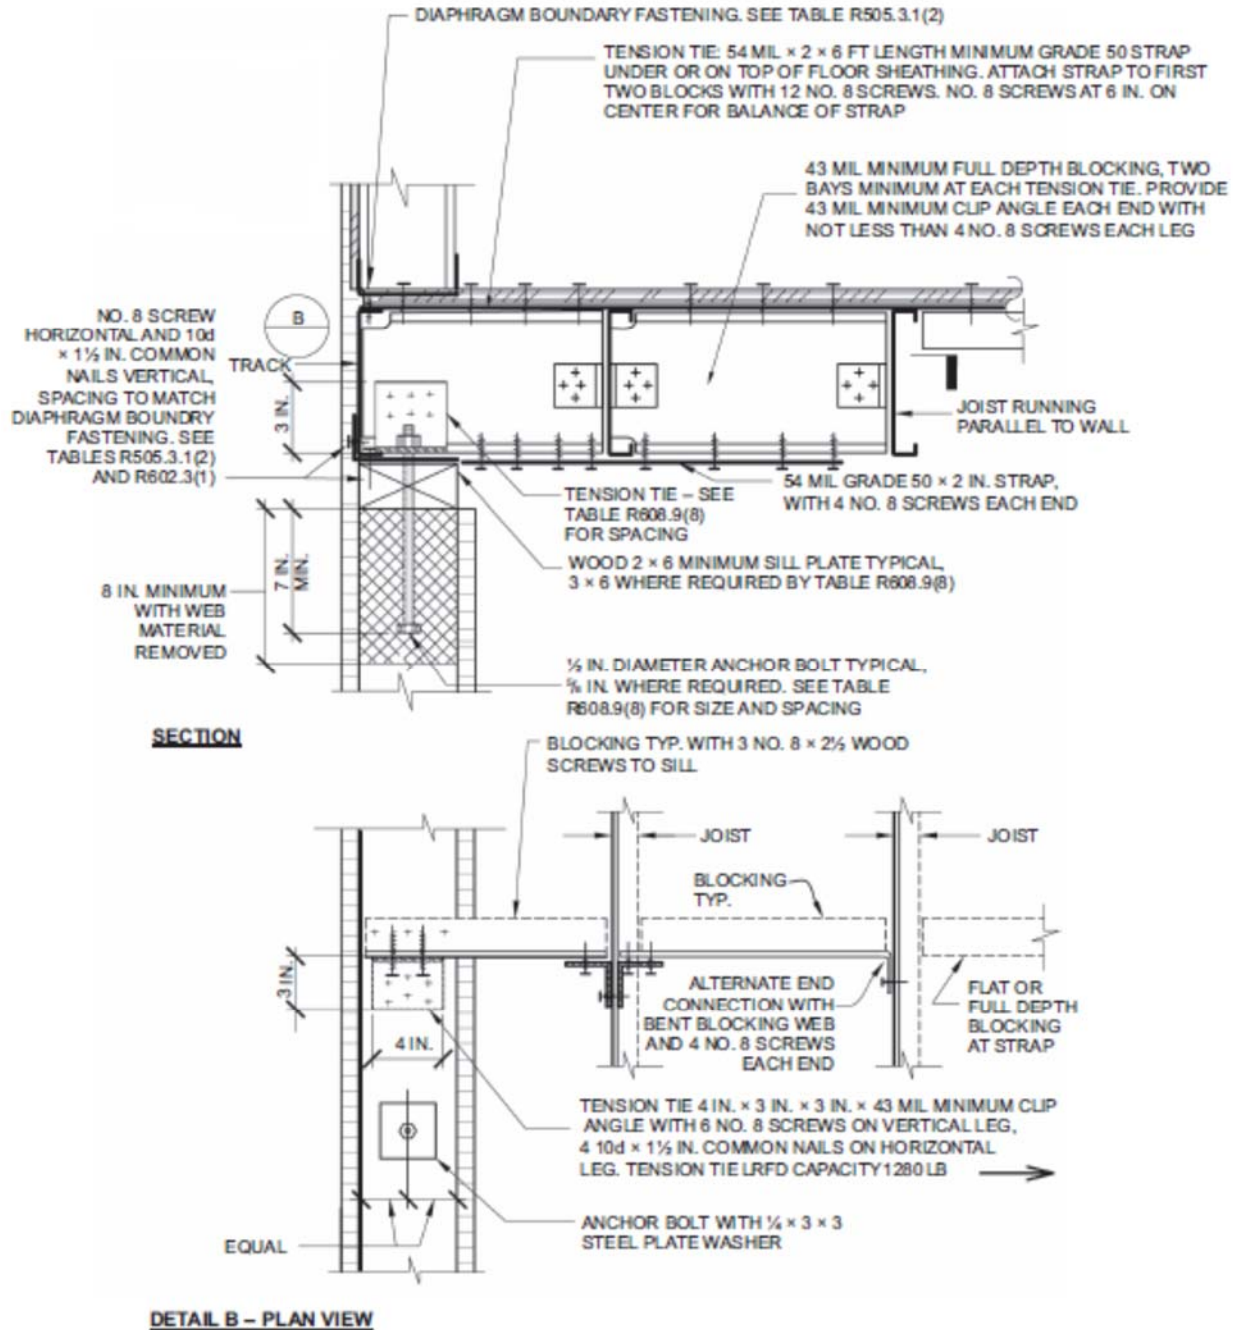 DIAPHRAGM BOUNDARY FASTENING. SEE TABLE R505.3.1(2)
TENSION TIE: 54 MIL × 2 × 6 FT LENGTH MINIMUM GRADE 50 STRAP
UNDER OR ON TOP OF FLOOR SHEATHING. ATTACH STRAP TO FIRST
TWO BLOCKS WITH 12 NO. 8 SCREWS. NO. 8 SCREWS AT 6 IN. ON
CENTER FOR BALANCE OF STRAP
43 MIL MINIMUM FULL DEPTH BLOCKING, TWO
BAYS MINIMUM AT EACH TENSION TIE. PROVIDE
43 MIL MINIMUM CLIP ANGLE EACH END WITH
NOT LESS THAN 4 NO. 8 SCREWS EACH LEG
NO. 8 SCREW
HORIZONTAL AND 10d
× 1½ IN. COMMON
NAILS VERTICAL,
SPACING TO MATCH
DIAPHRAGM BOUNDRY
FASTENING. SEE
TABLES R505.3.1(2)
AND R602.3(1)
B
TRACK
3 IN.
JOIST RUNNING
PARALLEL TO WALL
54 MIL GRADE 50 × 2 IN. STRAP,
WITH 4 NO. 8 SCREWS EACH END
TENSION TIE – SEE
TABLE R608.9(8)
FOR SPACING
WOOD 2 × 6 MINIMUM SILL PLATE TYPICAL,
3 × 6 WHERE REQUIRED BY TABLE R608.9(8)
7 IN.
MIN.
8 IN. MINIMUM
WITH WEB
MATERIAL
REMOVED
½ IN. DIAMETER ANCHOR BOLT TYPICAL,
⅝ IN. WHERE REQUIRED. SEE TABLE
R608.9(8) FOR SIZE AND SPACING
SECTION
BLOCKING TYP. WITH 3 NO. 8 × 2½ WOOD
SCREWS TO SILL
JOIST
JOIST
BLOCKING
TYP.
3 IN.
4 IN.
ALTERNATE END
CONNECTION WITH
BENT BLOCKING WEB
AND 4 NO. 8 SCREWS
EACH END
FLAT OR
FULL DEPTH
BLOCKING
AT STRAP
TENSION TIE 4 IN. × 3 IN. × 3 IN. × 43 MIL MINIMUM CLIP
ANGLE WITH 6 NO. 8 SCREWS ON VERTICAL LEG,
4 10d × 1½ IN. COMMON NAILS ON HORIZONTAL
LEG. TENSION TIE LRFD CAPACITY 1280 LB
ANCHOR BOLT WITH ¼ × 3 × 3
STEEL PLATE WASHER
EQUAL
DETAIL B – PLAN VIEW